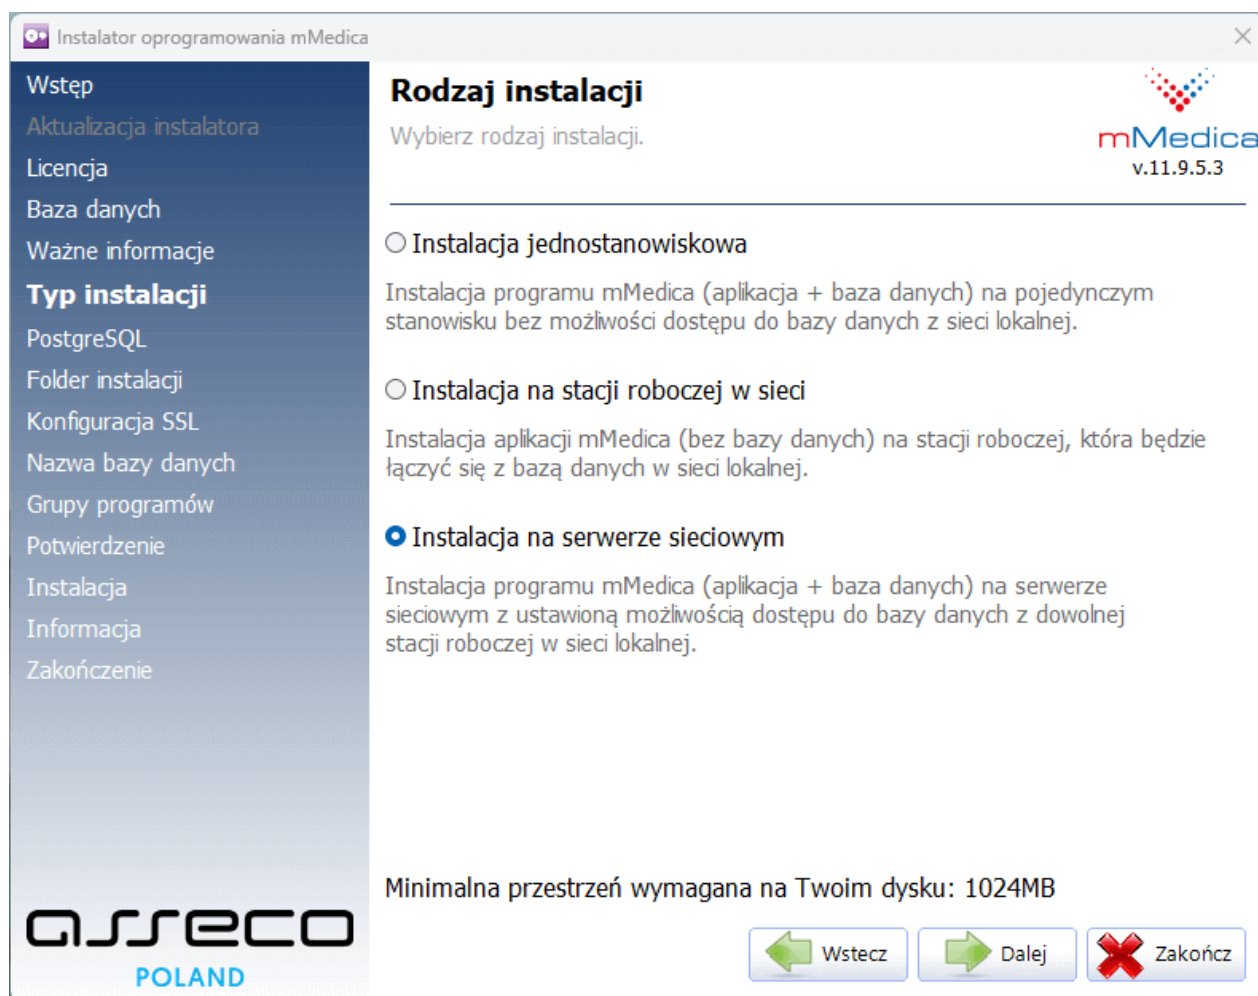 Instalator oprogramowania mMedica
Wstęp
Aktualizacja instalatora
Licencja
Baza danych
Ważne informacje
Typ instalacji
PostgreSQL
Folder instalacji
Konfiguracja SSL
Nazwa bazy danych
Grupy programów
Potwierdzenie
Instalacja
Informacja
Zakończenie
asseco
POLAND
Rodzaj instalacji
Wybierz rodzaj instalacji.
mMedica
v.11.9.5.3
Instalacja jednostanowiskowa
Instalacja programu mMedica (aplikacja + baza danych) na pojedynczym
stanowisku bez możliwości dostępu do bazy danych z sieci lokalnej.
Instalacja na stacji roboczej w sieci
Instalacja aplikacji mMedica (bez bazy danych) na stacji roboczej, która będzie
łączyć się z bazą danych w sieci lokalnej.
Instalacja na serwerze sieciowym
Instalacja programu mMedica (aplikacja + baza danych) na serwerze
sieciowym z ustawioną możliwością dostępu do bazy danych z dowolnej
stacji roboczej w sieci lokalnej.
Minimalna przestrzeń wymagana na Twoim dysku: 1024MB
Wstecz
Dalej
Zakończ